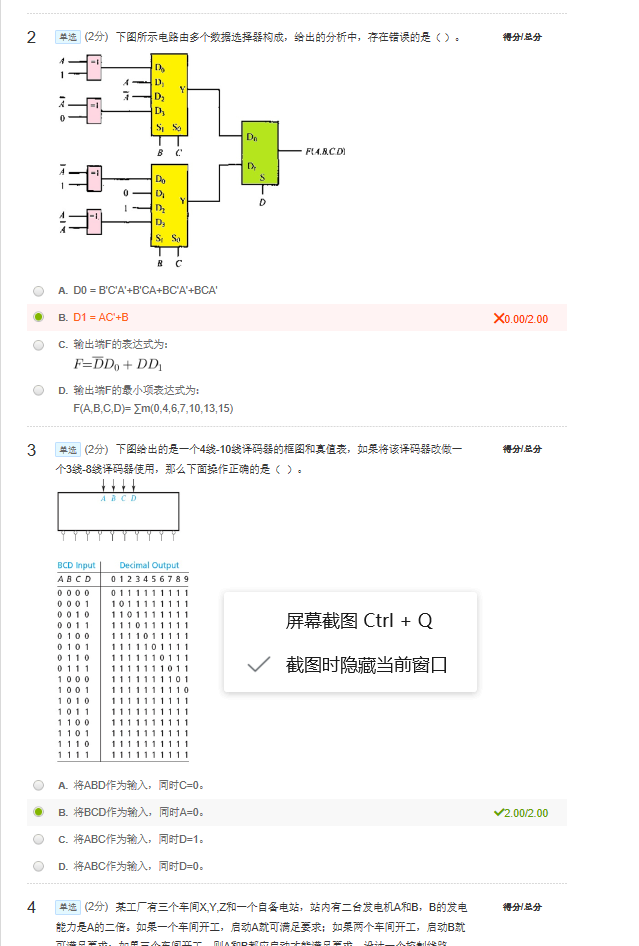 2 单选 (2分) 下图所示电路由多个数据选择器构成，给出的分析中，存在错误的是（ ）。 得分/总分
A =1
1
D₀
A D₁
A̅ D₂ Y
A̅ =1
D₃
0
S₁ S₀
B C
D₀
F(A,B,C,D)
D₁
S
D
A̅ =1
1
D₀
0 D₁
1 D₂ Y
A =1
D₃
A̅
S₁ S₀
B C
A. D0 = B'C'A'+B'CA+BC'A'+BCA'
B. D1 = AC'+B 0.00/2.00
C. 输出端F的表达式为：
F=D̅D₀ + DD₁
D. 输出端F的最小项表达式为：
F(A,B,C,D)= ∑m(0,4,6,7,10,13,15)
3 单选 (2分) 下图给出的是一个4线-10线译码器的框图和真值表，如果将该译码器改做一 得分/总分
个3线-8线译码器使用，那么下面操作正确的是（ ）。
A B C D
BCD Input Decimal Output
A B C D 0 1 2 3 4 5 6 7 8 9
0 0 0 0 0 1 1 1 1 1 1 1 1 1
0 0 0 1 1 0 1 1 1 1 1 1 1 1
0 0 1 0 1 1 0 1 1 1 1 1 1 1
0 0 1 1 1 1 1 0 1 1 1 1 1 1
0 1 0 0 1 1 1 1 0 1 1 1 1 1
0 1 0 1 1 1 1 1 1 0 1 1 1 1
0 1 1 0 1 1 1 1 1 1 0 1 1 1
0 1 1 1 1 1 1 1 1 1 1 0 1 1
1 0 0 0 1 1 1 1 1 1 1 1 0 1
1 0 0 1 1 1 1 1 1 1 1 1 1 0
1 0 1 0 1 1 1 1 1 1 1 1 1 1
1 0 1 1 1 1 1 1 1 1 1 1 1 1
1 1 0 0 1 1 1 1 1 1 1 1 1 1
1 1 0 1 1 1 1 1 1 1 1 1 1 1
1 1 1 0 1 1 1 1 1 1 1 1 1 1
1 1 1 1 1 1 1 1 1 1 1 1 1 1
屏幕截图 Ctrl + Q
截图时隐藏当前窗口
A. 将ABD作为输入，同时C=0。
B. 将BCD作为输入，同时A=0。 2.00/2.00
C. 将ABC作为输入，同时D=1。
D. 将ABC作为输入，同时D=0。
4 单选 (2分) 某工厂有三个车间X,Y,Z和一个自备电站，站内有二台发电机A和B，B的发电 得分/总分
能力是A的二倍。如果一个车间开工，启动A就可满足要求；如果两个车间开工，启动B就
可满足要求；如果三个车间开工，则A和B都应启动才能满足要求。设计一个控制线路